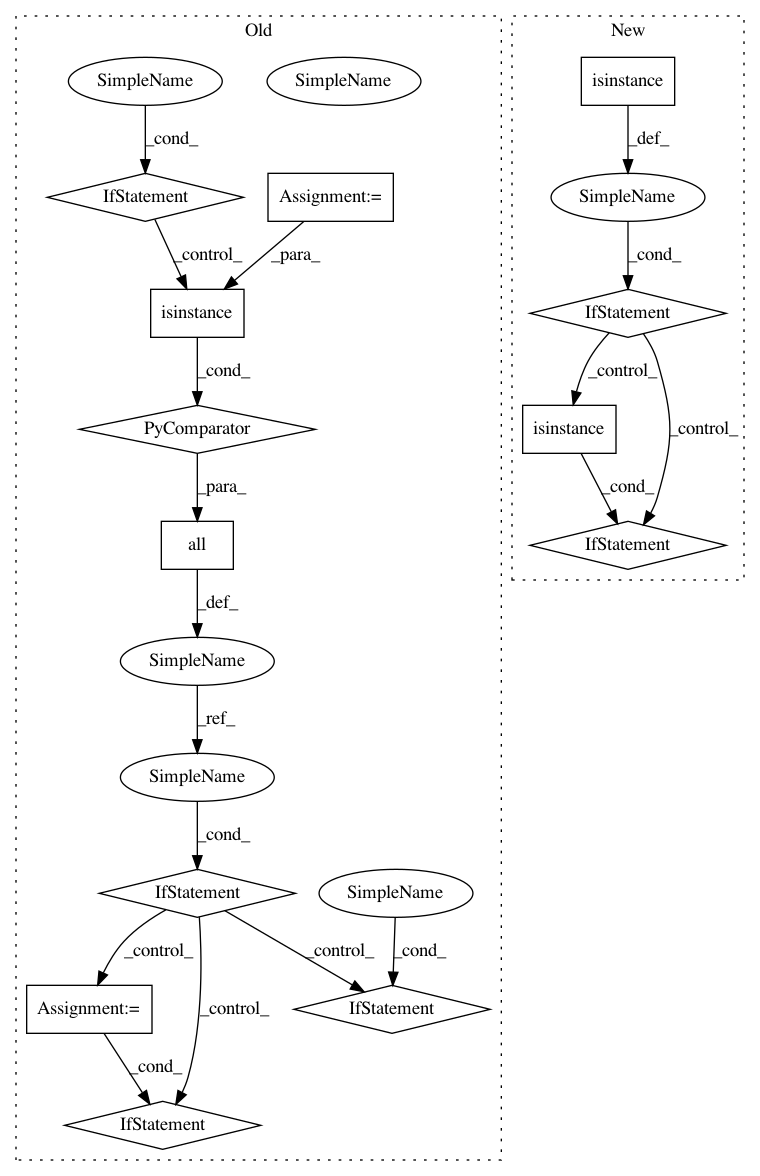 Old
New
SimpleName
SimpleName
isinstance
_cond_
_def_
IfStatement
Assignment:=
SimpleName
_control_
_para_
_cond_
isinstance
IfStatement
_cond_
_control_
PyComparator
isinstance
_control_
_para_
_cond_
all
IfStatement
_def_
SimpleName
_ref_
SimpleName
_cond_
IfStatement
SimpleName
_control_
_control_
_cond_
Assignment:=
_control_
IfStatement
_cond_
IfStatement